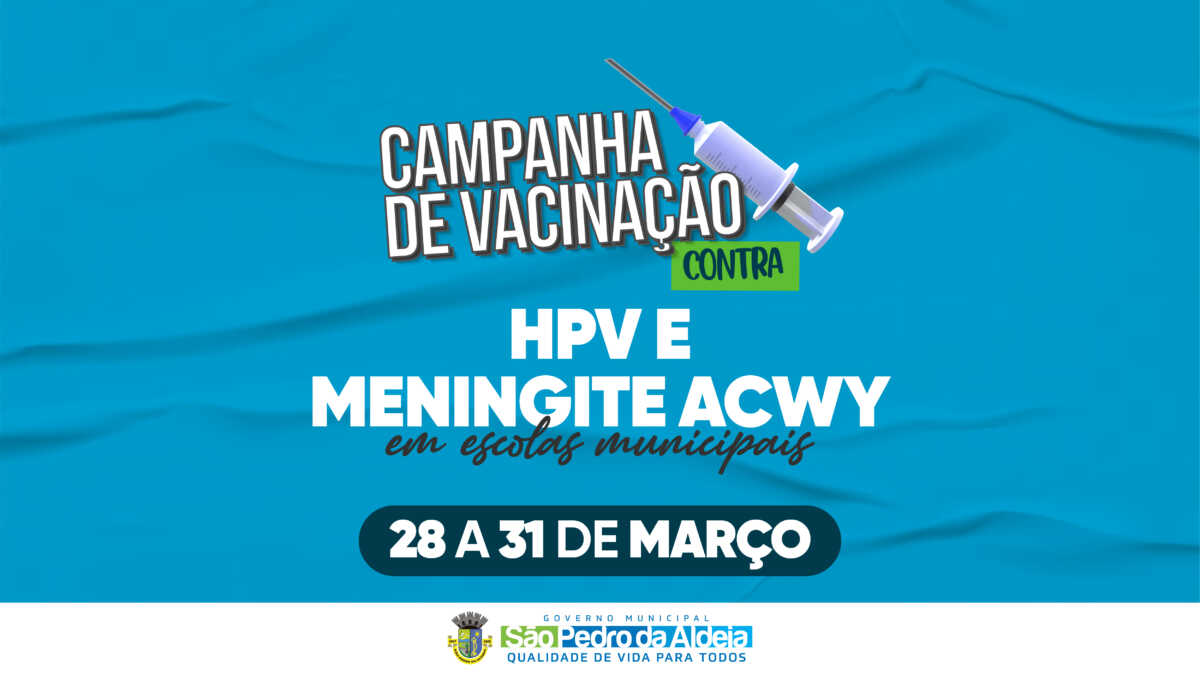 CAMPANHA
DE VACINAÇÃO
CONTRA
HPV E
MENINGITE ACWY
em escolas municipais
28 A 31 DE MARÇO
GOVERNO MUNICIPAL
São Pedro da Aldeia
QUALIDADE DE VIDA PARA TODOS